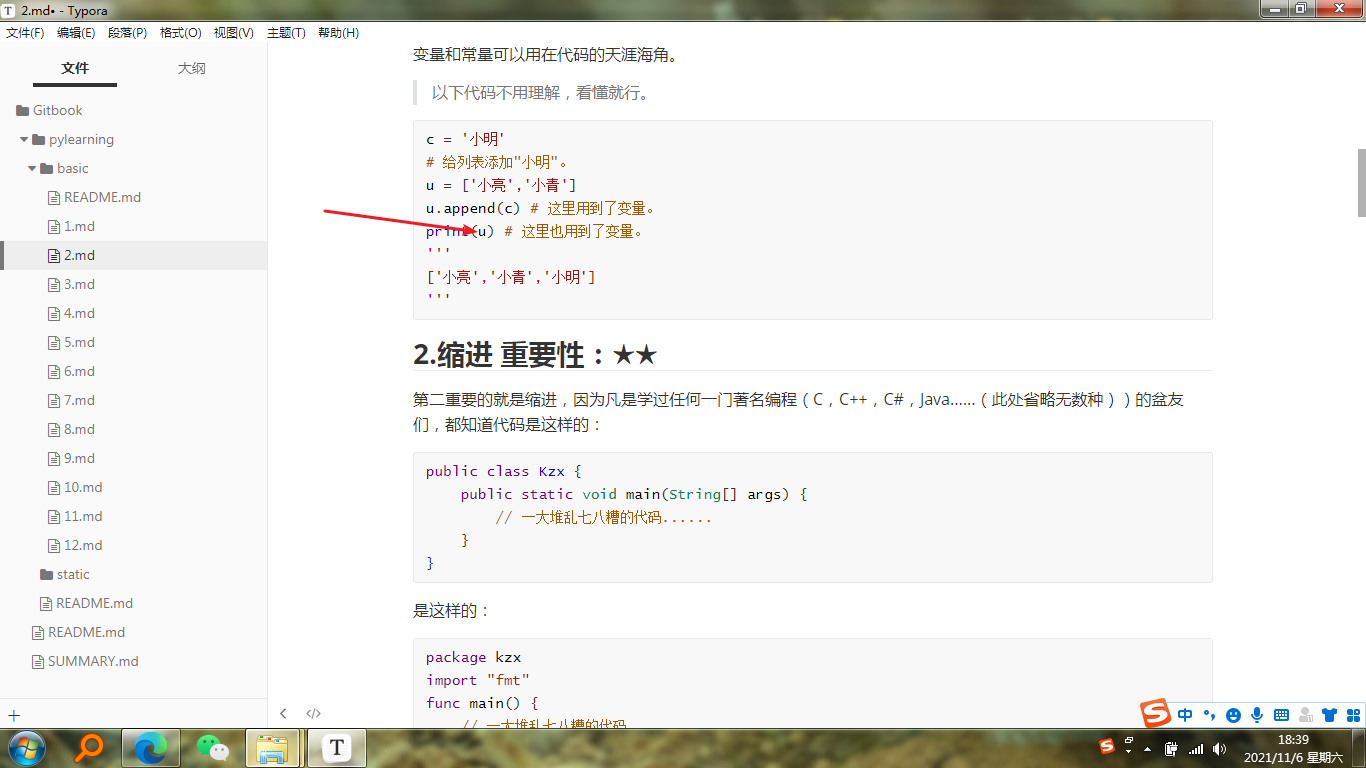 2.md• - Typora
文件(F) 编辑(E) 段落(P) 格式(O) 视图(V) 主题(T) 帮助(H)
文件 大纲
Gitbook
pylearning
basic
README.md
1.md
2.md
3.md
4.md
5.md
6.md
7.md
8.md
9.md
10.md
11.md
12.md
static
README.md
README.md
SUMMARY.md
变量和常量可以用在代码的天涯海角。
以下代码不用理解，看懂就行。
c = '小明'
# 给列表添加"小明"。
u = ['小亮','小青']
u.append(c) # 这里用到了变量。
print(u) # 这里也用到了变量。
'''
['小亮','小青','小明']
'''
2.缩进 重要性：★★
第二重要的就是缩进，因为凡是学过任何一门著名编程（C，C++，C#，Java......（此处省略无数种））的盆友
们，都知道代码是这样的：
public class Kzx {
public static void main(String[] args) {
// 一大堆乱七八糟的代码......
}
}
是这样的：
package kzx
import "fmt"
func main() {
// 一大堆乱七八糟的代码
中
18:39
2021/11/6 星期六